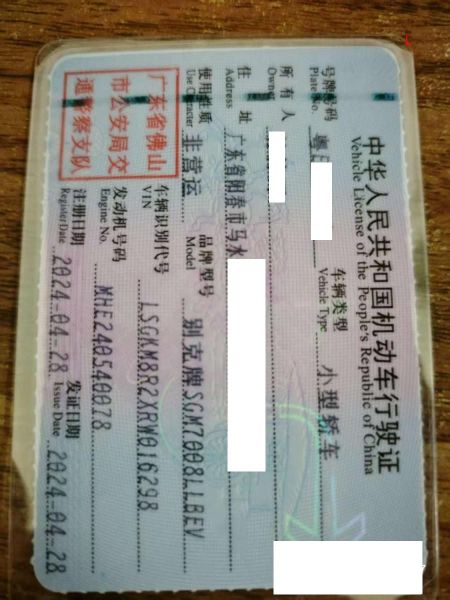 中华人民共和国机动车行驶证
Vehicle License of the People's Republic of China
号牌号码 粤 车辆类型 小型轿车
Plate No. Vehicle Type
所有人
Owner
住址 广东省阳春市马水
Address
使用性质 非营运 品牌型号 别克牌SGM7008LLBEV
Use Character Model
广东省佛山
市公安局交
通警察支队
车辆识别代号 LSGKM8R2XRW016298
VIN
发动机号码 MHE240540078
Engine No.
注册日期 2024-04-28 发证日期 2024-04-28
Register Date Issue Date